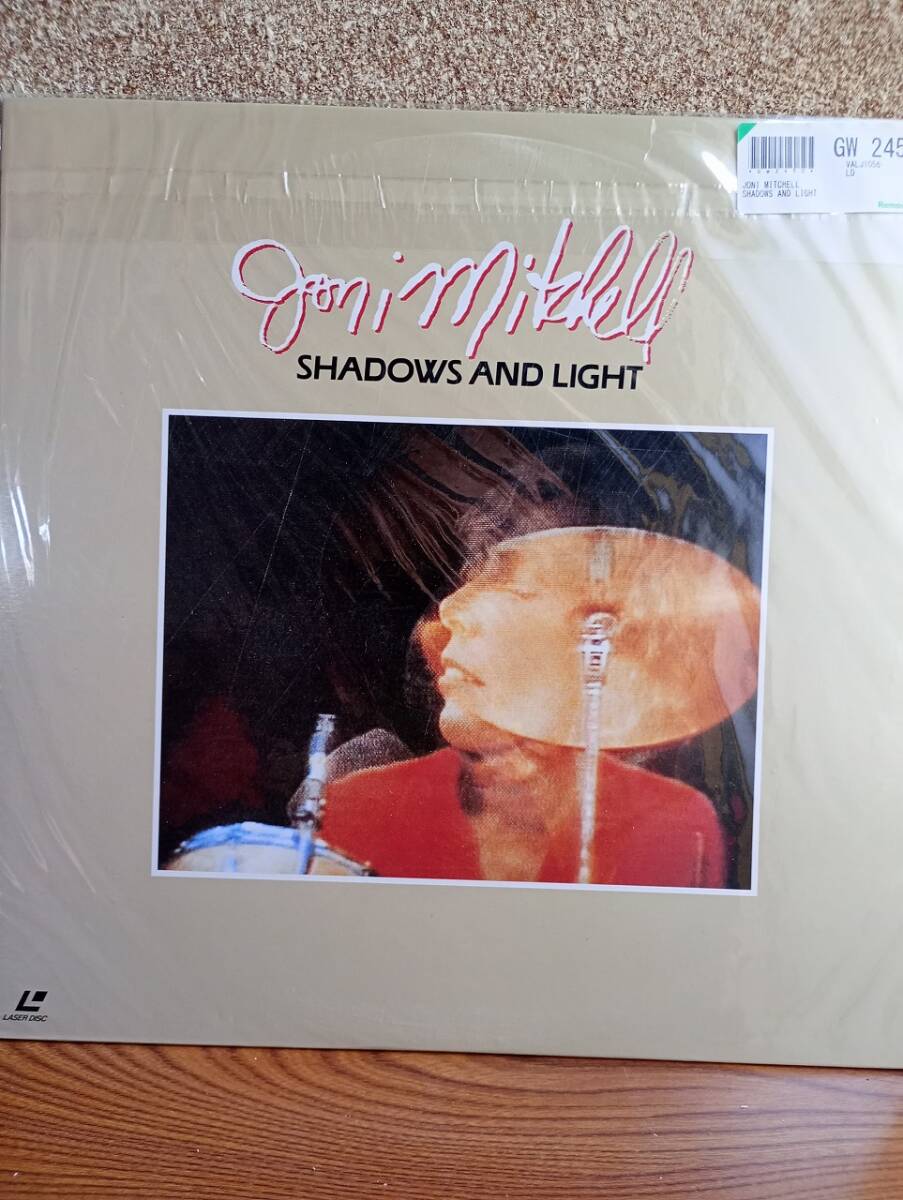 GW 245
VALJ1056
LD
JONI MITCHELL
SHADOWS AND LIGHT
Joni Mitchell
SHADOWS AND LIGHT
LASER DISC